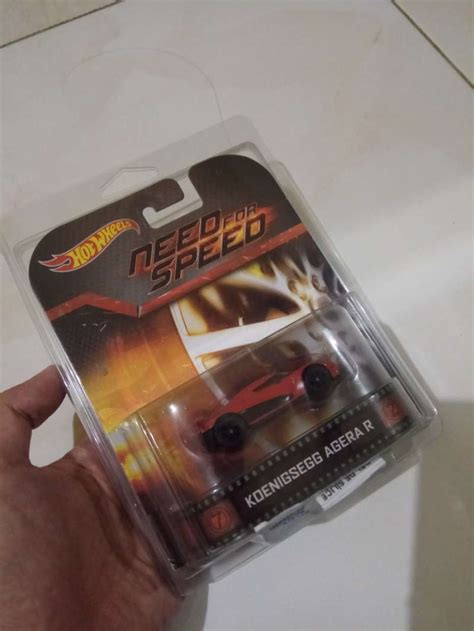 HOT WHEELS
NEED FOR
SPEED
KOENIGSEGG AGERA R